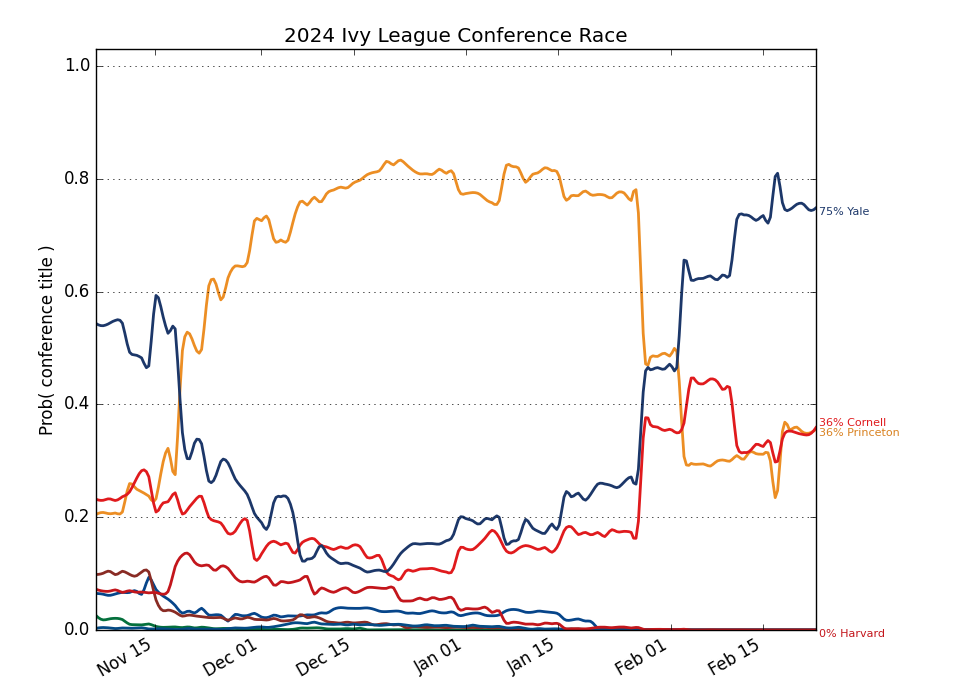 2024 Ivy League Conference Race
Prob( conference title )
1.0
0.8
0.6
0.4
0.2
0.0
75% Yale
36% Cornell
36% Princeton
0% Harvard
Nov 15
Dec 01
Dec 15
Jan 01
Jan 15
Feb 01
Feb 15